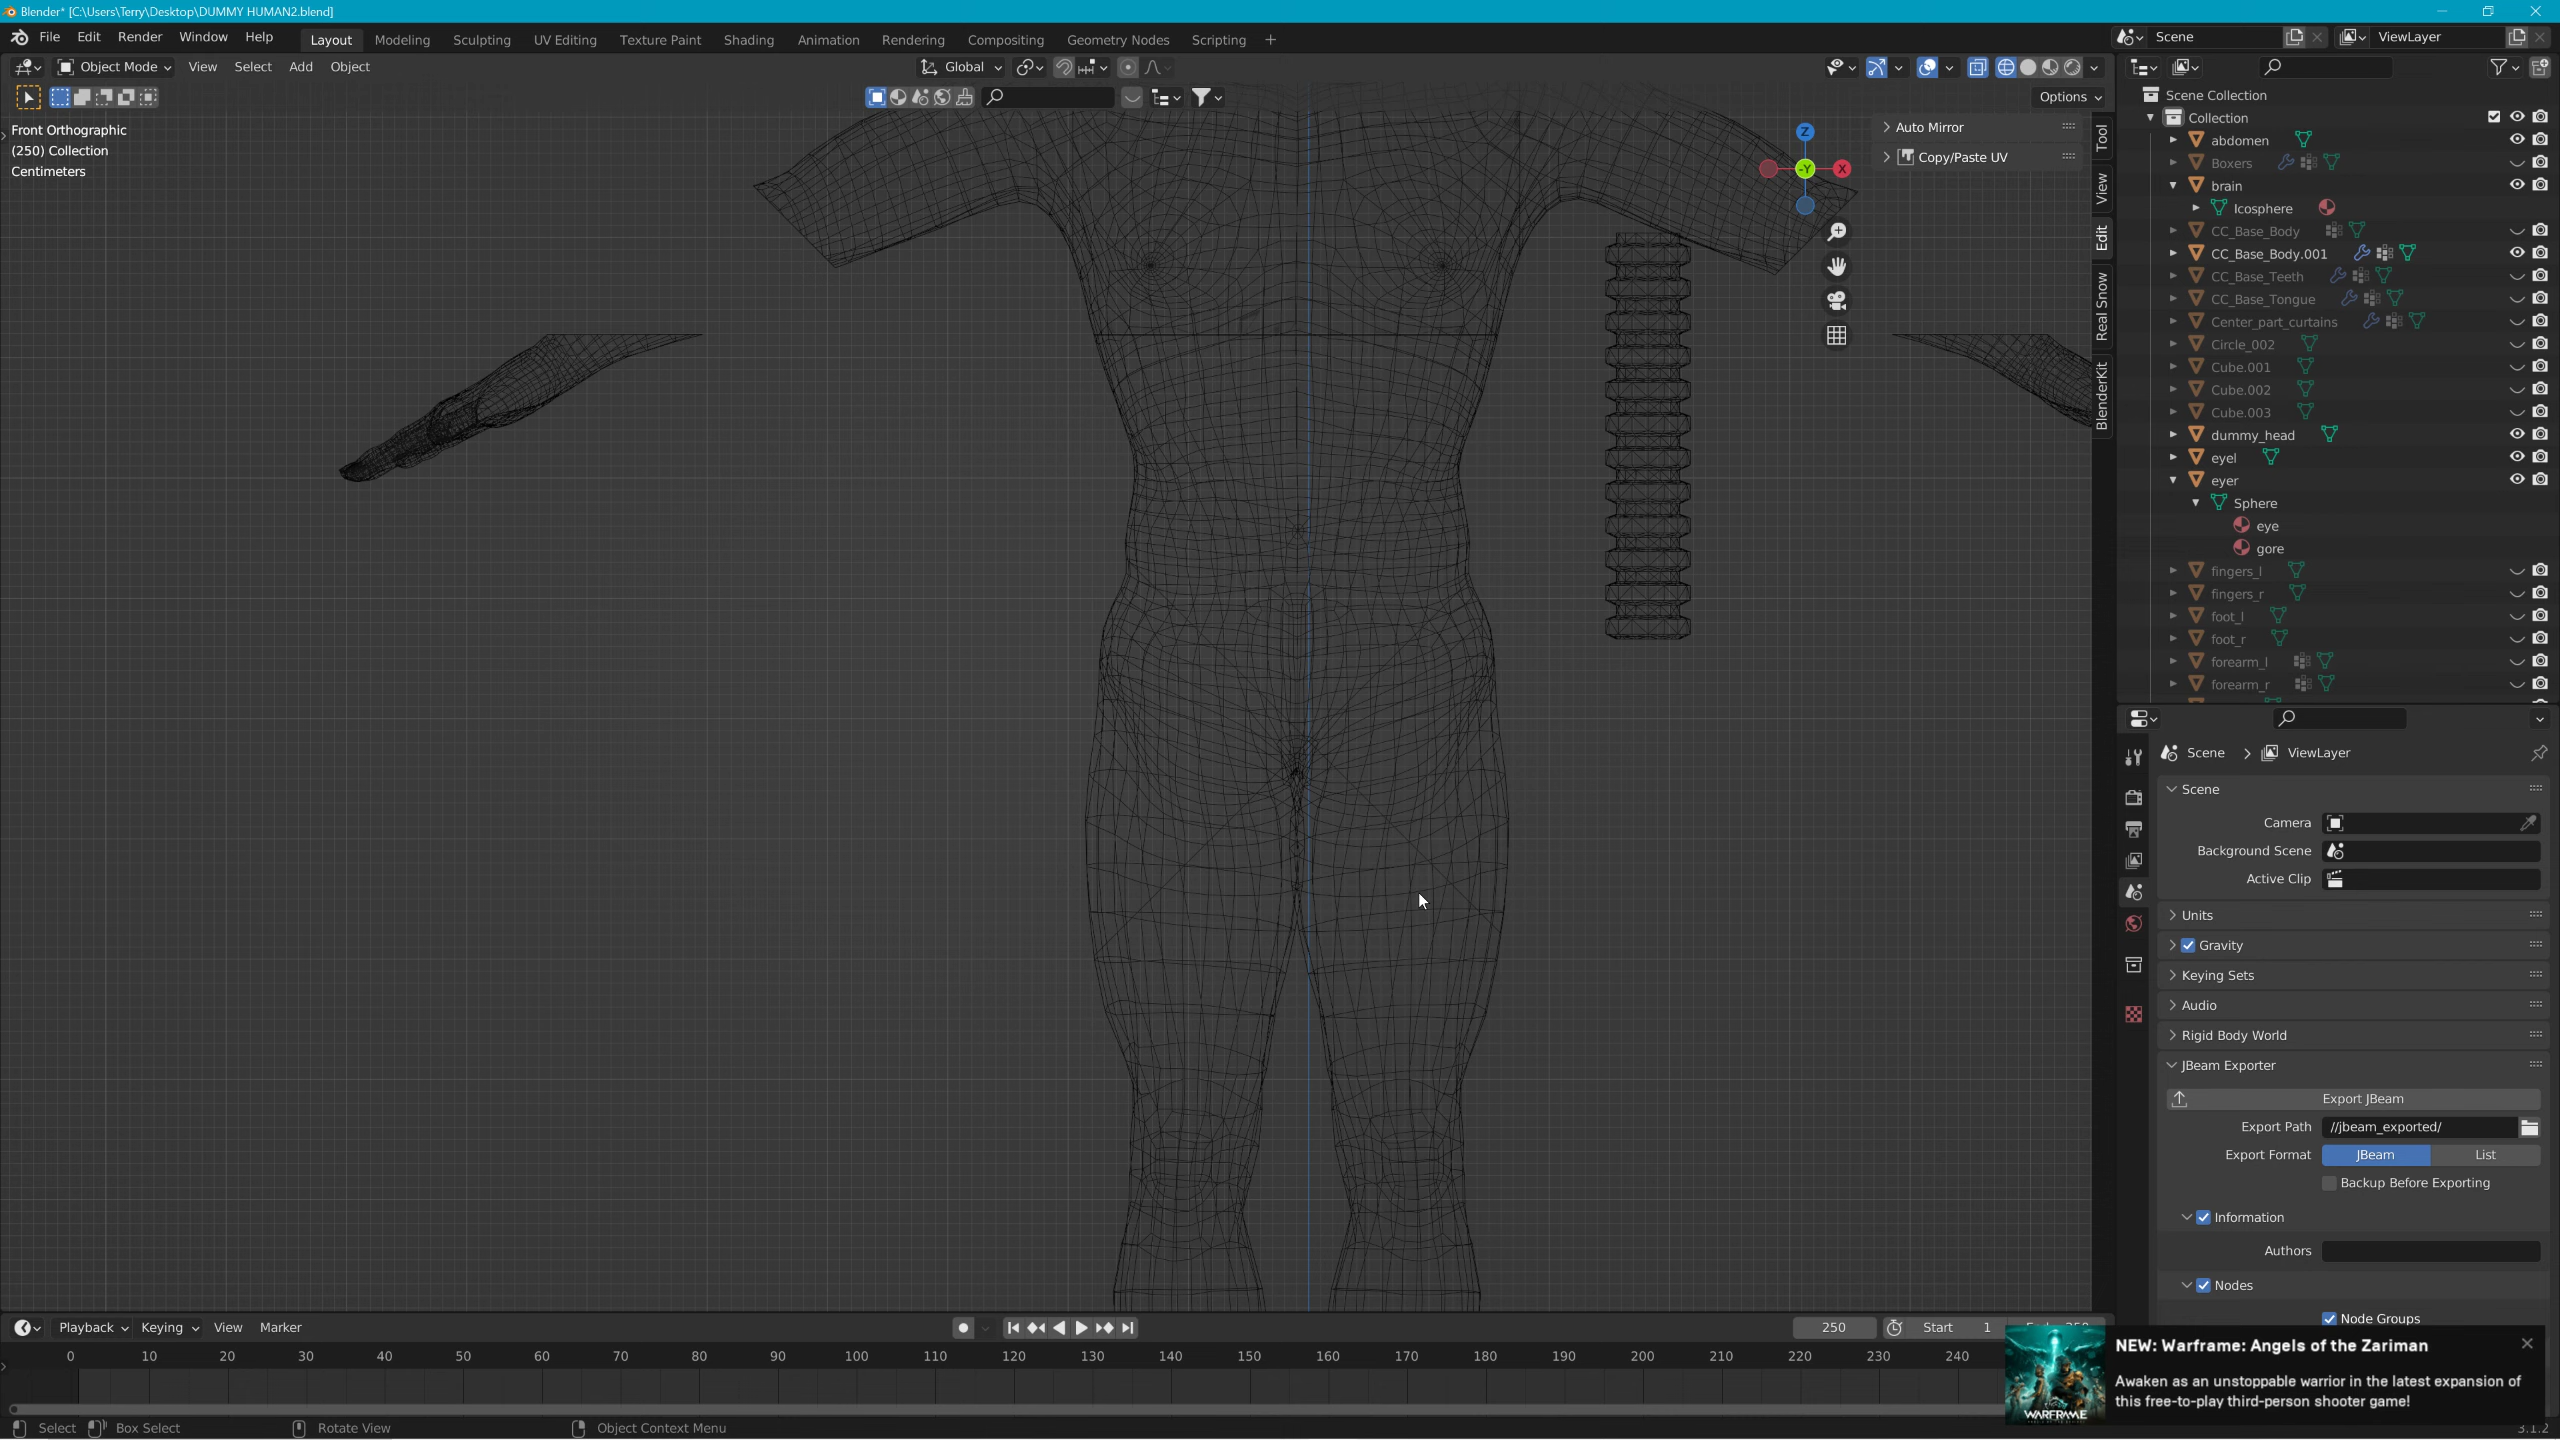 Blender* [C:\Users\Terry\Desktop\DUMMY HUMAN2.blend]
File Edit Render Window Help Layout Modeling Sculpting UV Editing Texture Paint Shading Animation Rendering Compositing Geometry Nodes Scripting + Scene ViewLayer
Object Mode View Select Add Object Global
Options
Front Orthographic
(250) Collection
Centimeters
Z
-Y
X
Auto Mirror
Copy/Paste UV
Tool
View
Edit
Real Snow
BlenderKit
Scene Collection
Collection
abdomen
Boxers
brain
Icosphere
CC_Base_Body
CC_Base_Body.001
CC_Base_Teeth
CC_Base_Tongue
Center_part_curtains
Circle_002
Cube.001
Cube.002
Cube.003
dummy_head
eyel
eyer
Sphere
eye
gore
fingers_l
fingers_r
foot_l
foot_r
forearm_l
forearm_r
Scene > ViewLayer
Scene
Camera
Background Scene
Active Clip
Units
Gravity
Keying Sets
Audio
Rigid Body World
JBeam Exporter
Export JBeam
Export Path //jbeam_exported/
Export Format JBeam List
Backup Before Exporting
Information
Authors
Nodes
Node Groups
Playback Keying View Marker 250 Start 1
0 10 20 30 40 50 60 70 80 90 100 110 120 130 140 150 160 170 180 190 200 210 220 230 240
NEW: Warframe: Angels of the Zariman
Awaken as an unstoppable warrior in the latest expansion of
this free-to-play third-person shooter game!
WARFRAME
Select Box Select Rotate View Object Context Menu
3.1.2